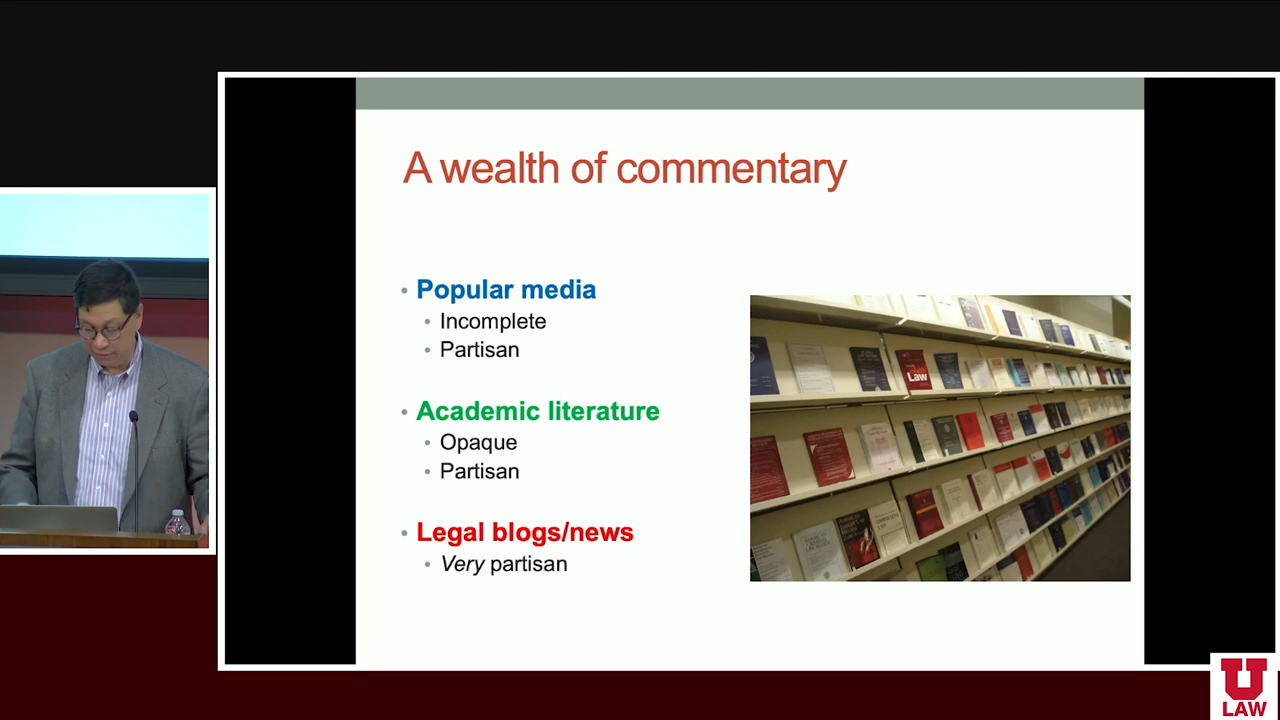 A wealth of commentary
• Popular media
• Incomplete
• Partisan
• Academic literature
• Opaque
• Partisan
• Legal blogs/news
• Very partisan
Law
U
LAW